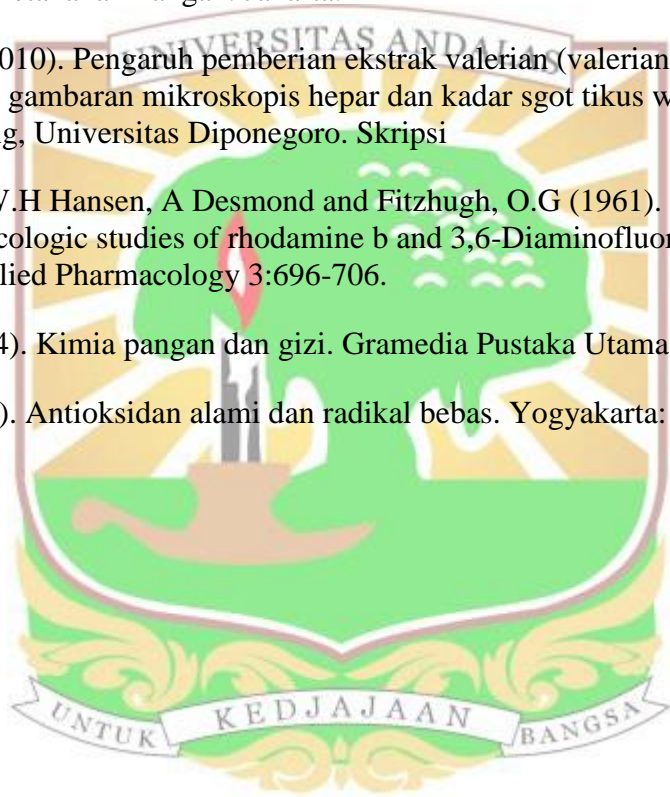 UNIVERSITAS ANDALAS
010). Pengaruh pemberian ekstrak valerian (valerian
gambaran mikroskopis hepar dan kadar sgot tikus w
g, Universitas Diponegoro. Skripsi
V.H Hansen, A Desmond and Fitzhugh, O.G (1961).
cologic studies of rhodamine b and 3,6-Diaminofluor
lied Pharmacology 3:696-706.
4). Kimia pangan dan gizi. Gramedia Pustaka Utama
). Antioksidan alami dan radikal bebas. Yogyakarta:
UNTUK KEDJAJAAN BANGSA